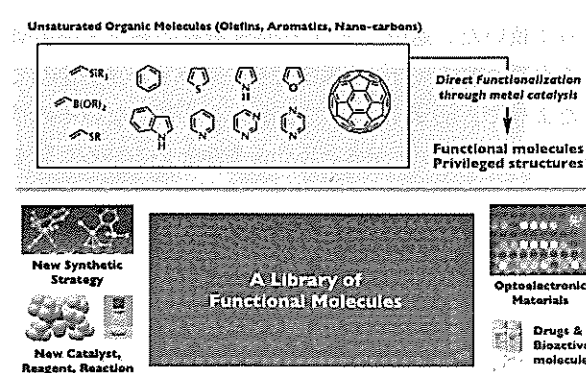 Unsaturated Organic Molecules (Olefins, Aromatics, Nano-carbons)
SiR₃
S
N
H
O
B(OR)₂
SR
N
H
N
N
N
N
N
Direct Functionalization
through metal catalysis
Functional molecules
Privileged structures
New Synthetic
Strategy
New Catalyst,
Reagent, Reaction
A Library of
Functional Molecules
Optoelectronic
Materials
Drugs &
Bioactive
molecule